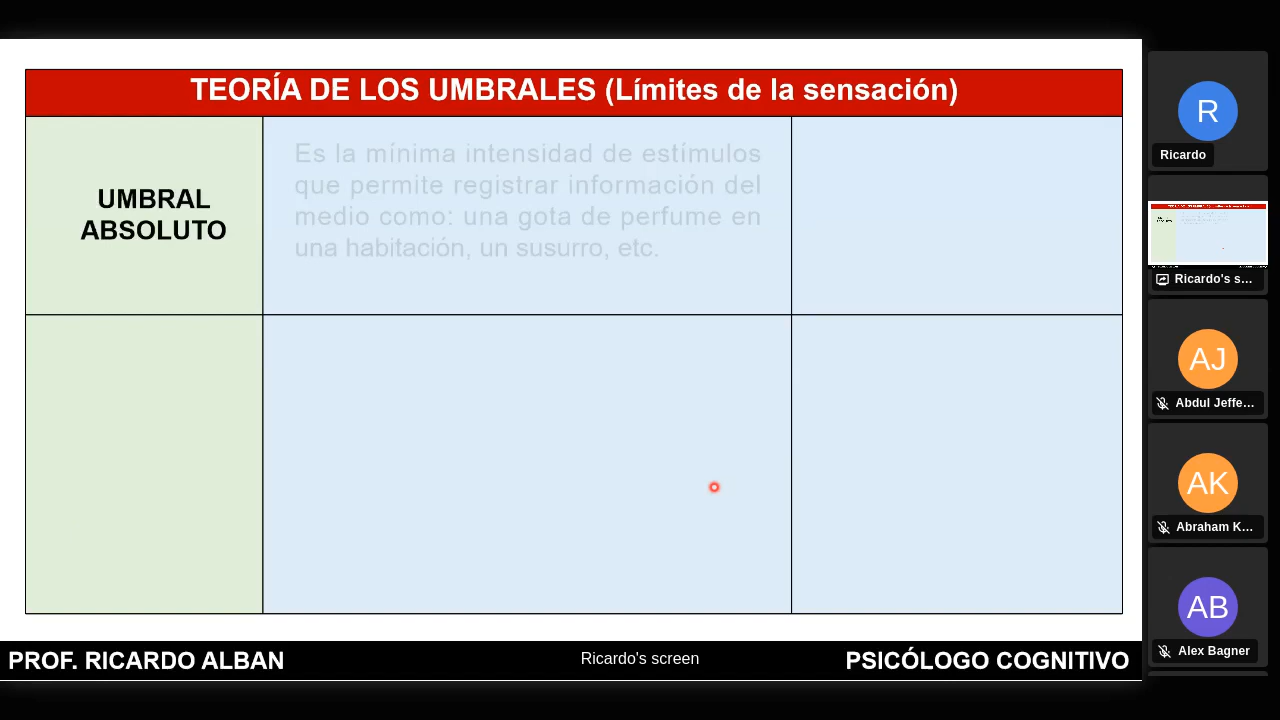 TEORÍA DE LOS UMBRALES (Límites de la sensación)
UMBRAL
ABSOLUTO
Es la mínima intensidad de estímulos
que permite registrar información del
medio como: una gota de perfume en
una habitación, un susurro, etc.
PROF. RICARDO ALBAN
Ricardo's screen
PSICÓLOGO COGNITIVO
R
Ricardo
Ricardo's s...
AJ
Abdul Jeffe...
AK
Abraham K...
AB
Alex Bagner